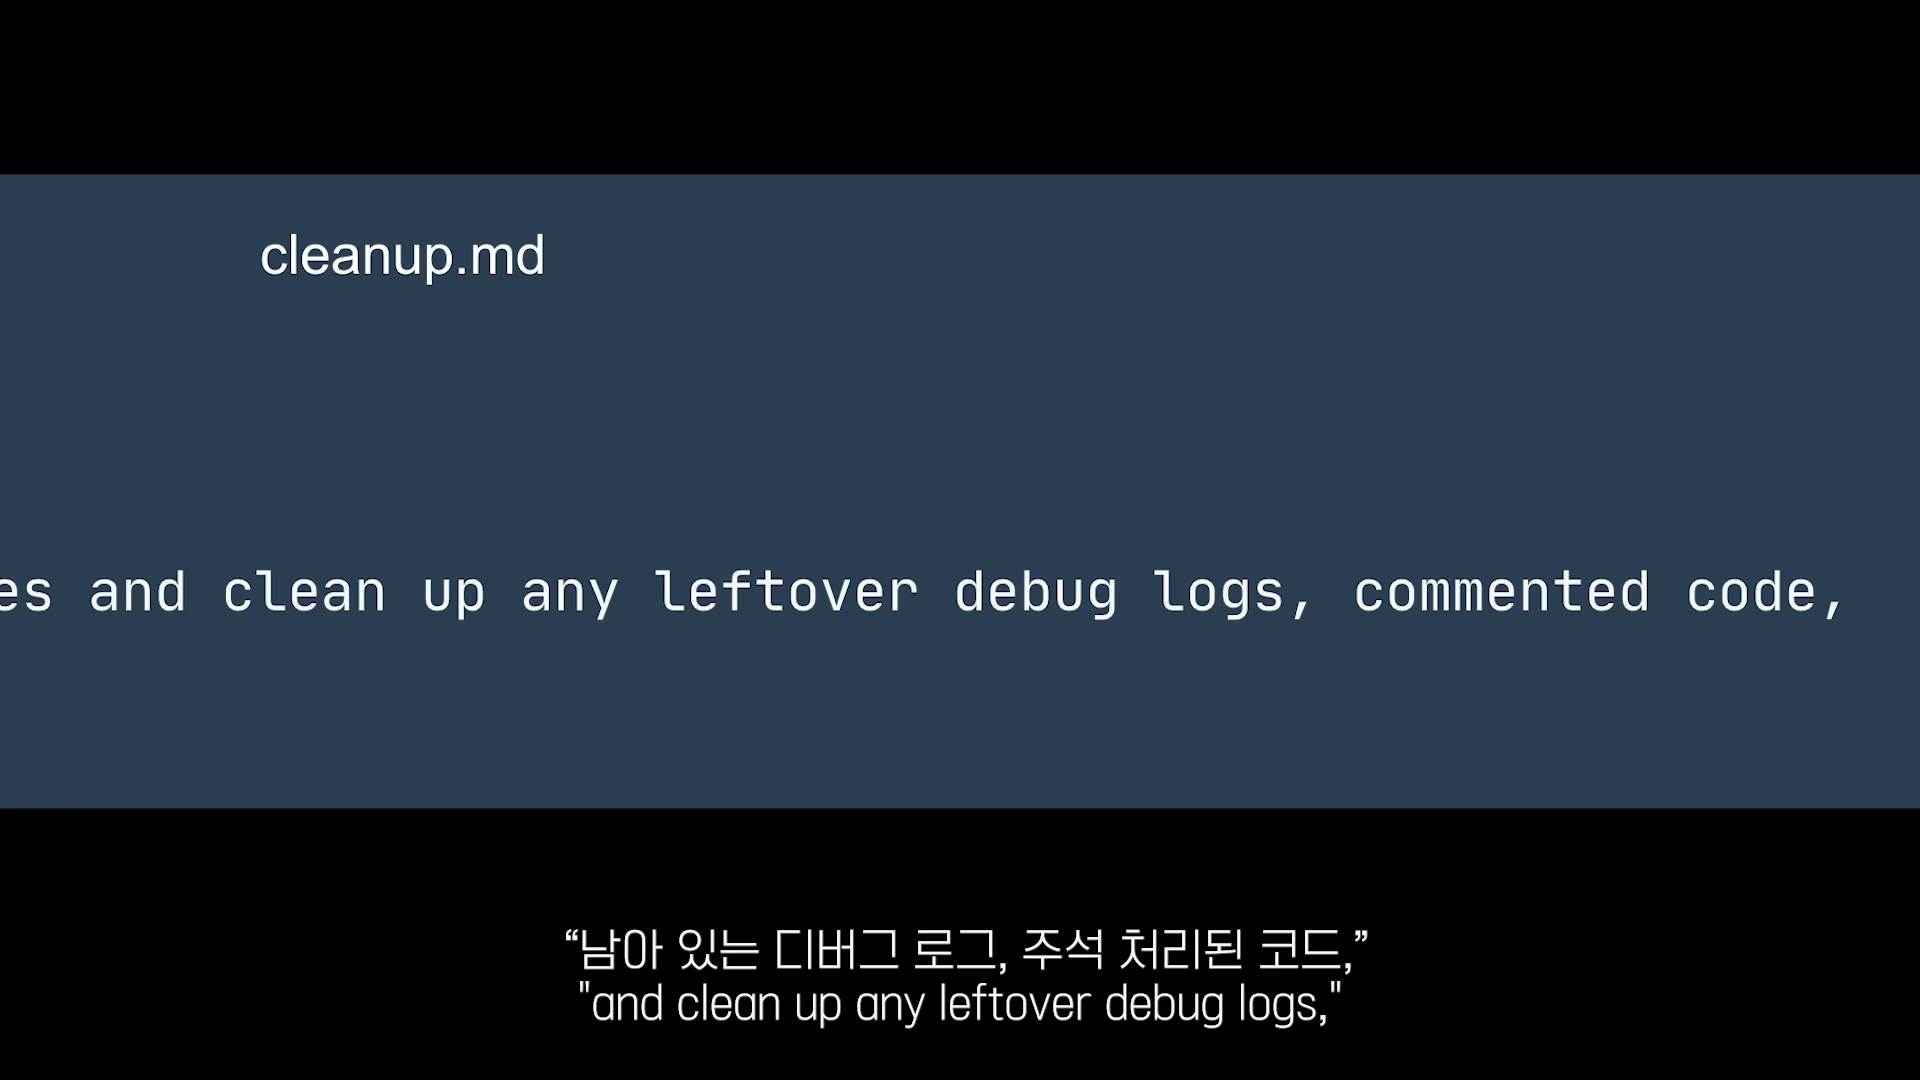 cleanup.md
es and clean up any leftover debug logs, commented code,
“남아 있는 디버그 로그, 주석 처리된 코드,”
"and clean up any leftover debug logs,"